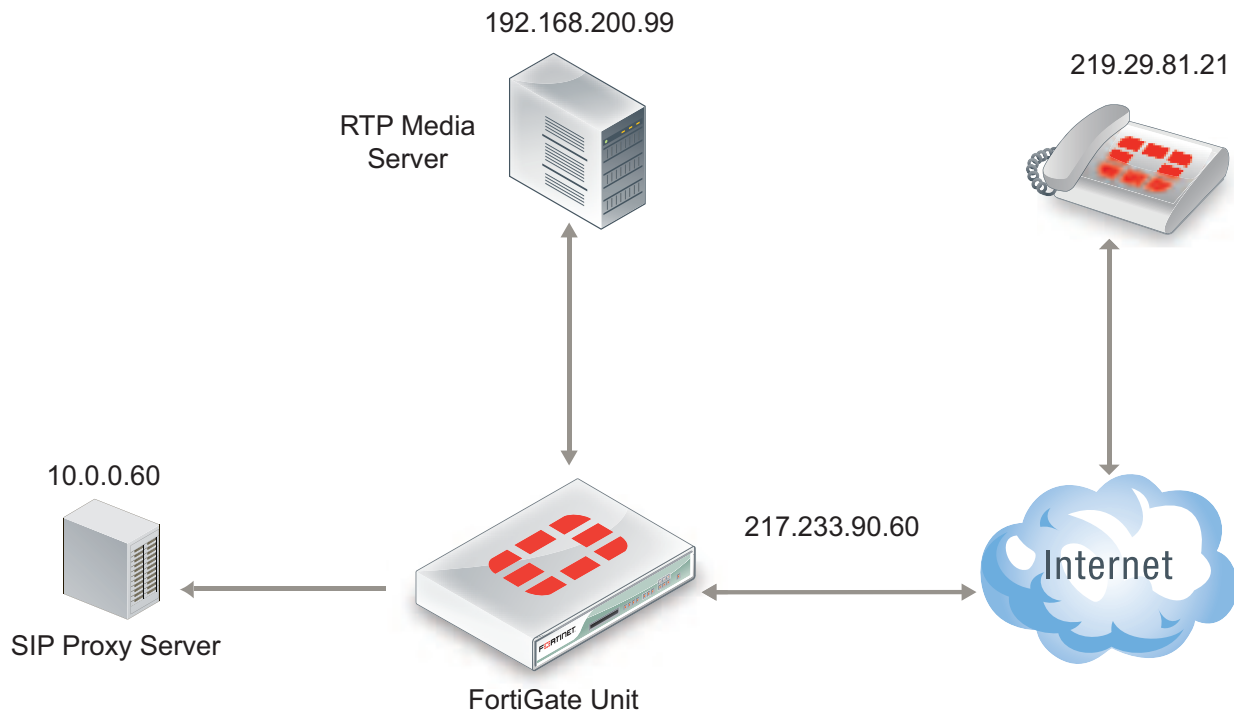 192.168.200.99
219.29.81.21
RTP Media
Server
10.0.0.60
217.233.90.60
Internet
FORTINET
SIP Proxy Server
FortiGate Unit